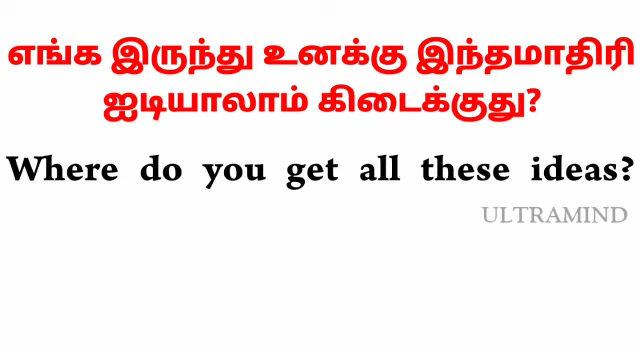 எங்க இருந்து உனக்கு இந்தமாதிரி
ஐடியாலாம் கிடைக்குது?
Where do you get all these ideas?
ULTRAMIND